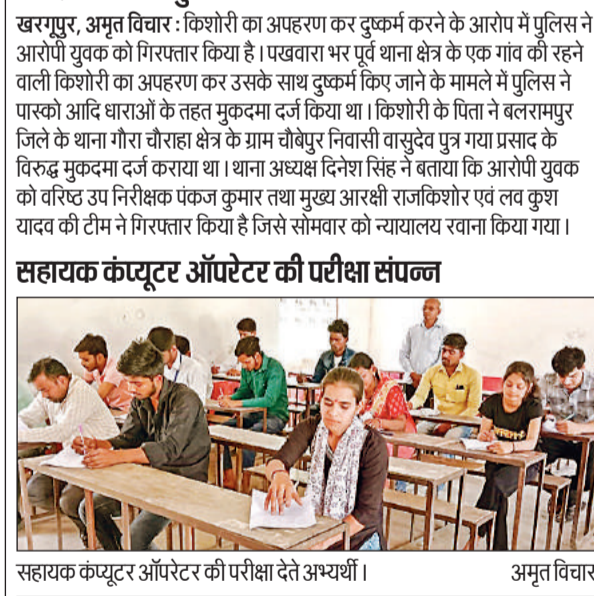 खरगूपुर, अमृत विचार : किशोरी का अपहरण कर दुष्कर्म करने के आरोप में पुलिस ने
आरोपी युवक को गिरफ्तार किया है। पखवारा भर पूर्व थाना क्षेत्र के एक गांव की रहने
वाली किशोरी का अपहरण कर उसके साथ दुष्कर्म किए जाने के मामले में पुलिस ने
पास्को आदि धाराओं के तहत मुकदमा दर्ज किया था। किशोरी के पिता ने बलरामपुर
जिले के थाना गौरा चौराहा क्षेत्र के ग्राम चौबेपुर निवासी वासुदेव पुत्र गया प्रसाद के
विरुद्ध मुकदमा दर्ज कराया था। थाना अध्यक्ष दिनेश सिंह ने बताया कि आरोपी युवक
को वरिष्ठ उप निरीक्षक पंकज कुमार तथा मुख्य आरक्षी राजकिशोर एवं लव कुश
यादव की टीम ने गिरफ्तार किया है जिसे सोमवार को न्यायालय रवाना किया गया।
सहायक कंप्यूटर ऑपरेटर की परीक्षा संपन्न
सहायक कंप्यूटर ऑपरेटर की परीक्षा देते अभ्यर्थी। अमृत विचार